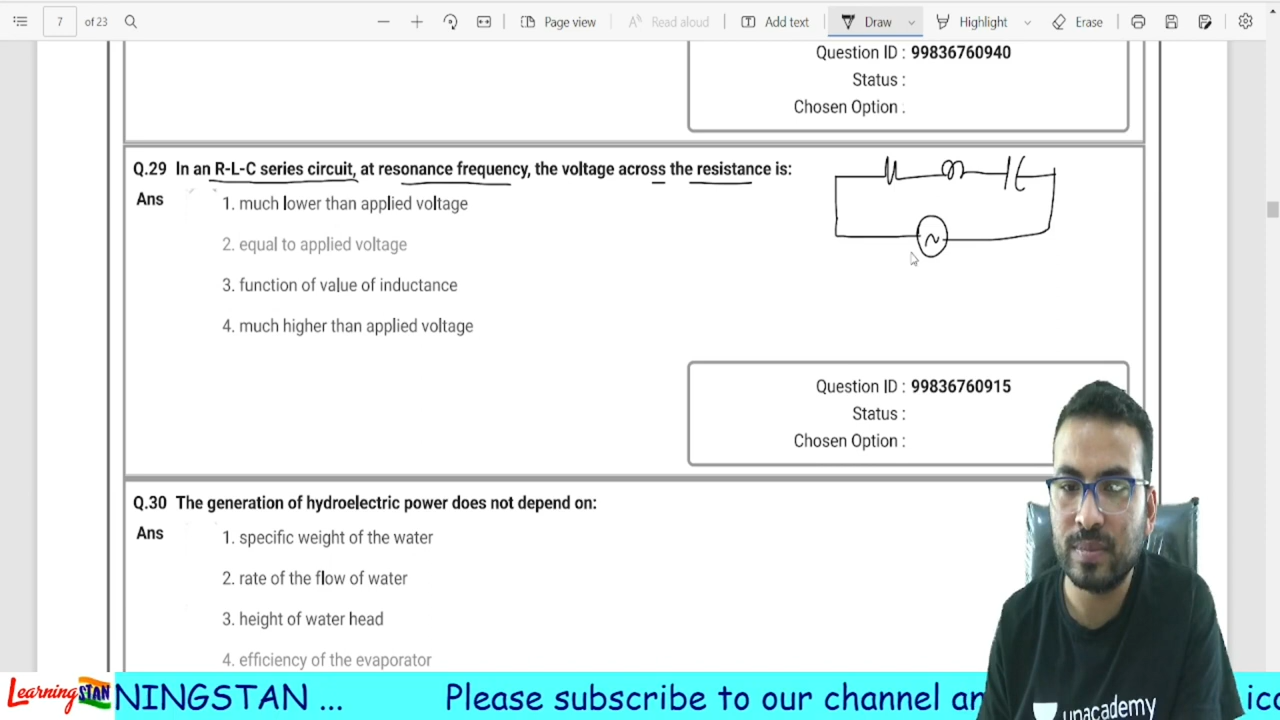 7 of 23 Page view Read aloud Add text Draw Highlight Erase
Question ID : 99836760940
Status :
Chosen Option :
Q.29 In an R-L-C series circuit, at resonance frequency, the voltage across the resistance is:
Ans 1. much lower than applied voltage
2. equal to applied voltage
3. function of value of inductance
4. much higher than applied voltage
Question ID : 99836760915
Status :
Chosen Option :
Q.30 The generation of hydroelectric power does not depend on:
Ans 1. specific weight of the water
2. rate of the flow of water
3. height of water head
4. efficiency of the evaporator
Learning STAN NINGSTAN ... Please subscribe to our channel an
unacademy